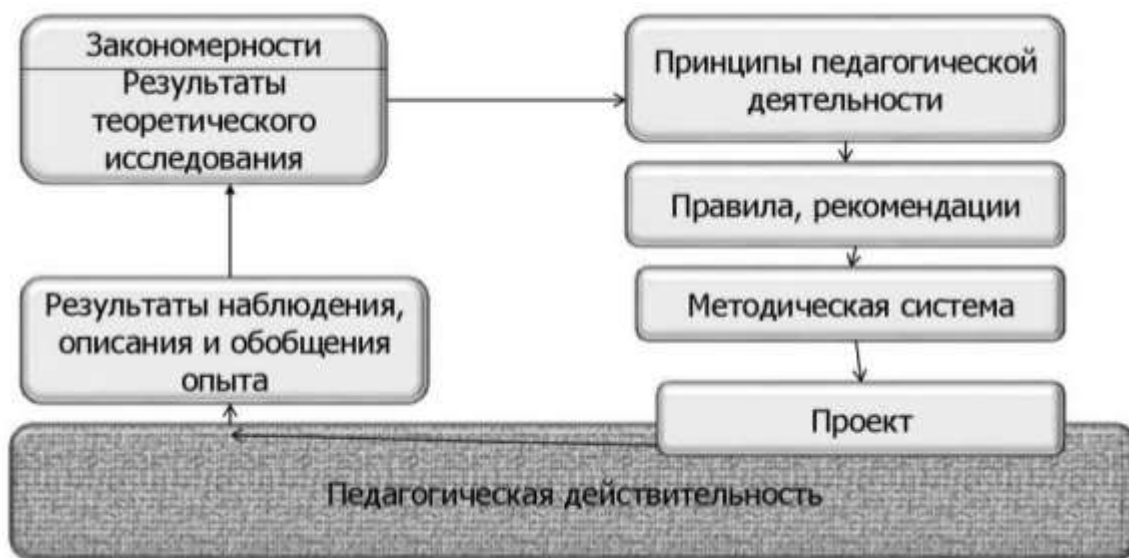 Закономерности
Результаты
теоретического
исследования
Принципы педагогической
деятельности
Правила, рекомендации
Методическая система
Результаты наблюдения,
описания и обобщения
опыта
Проект
Педагогическая действительность